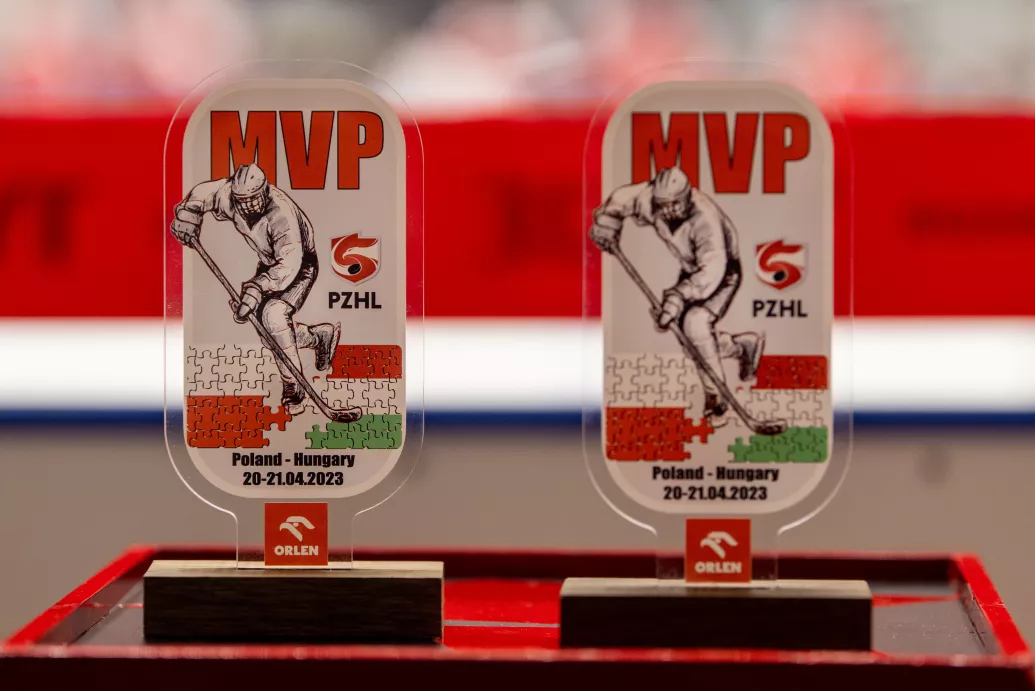 MVP
PZHL
Poland - Hungary
20-21.04.2023
ORLEN
MVP
PZHL
Poland - Hungary
20-21.04.2023
ORLEN